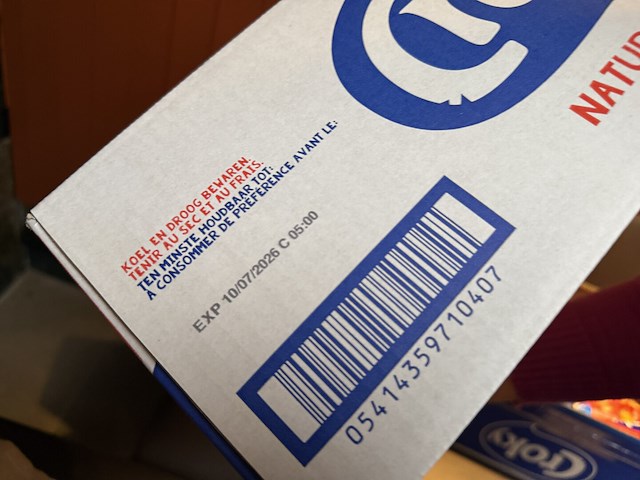 KOEL EN DROOG BEWAREN.
TENIR AU SEC ET AU FRAIS.
TEN MINSTE HOUDBAAR TOT:
À CONSOMMER DE PRÉFÉRENCE AVANT LE:
EXP 10/07/2026 C 05:00
05414359710407
Croky